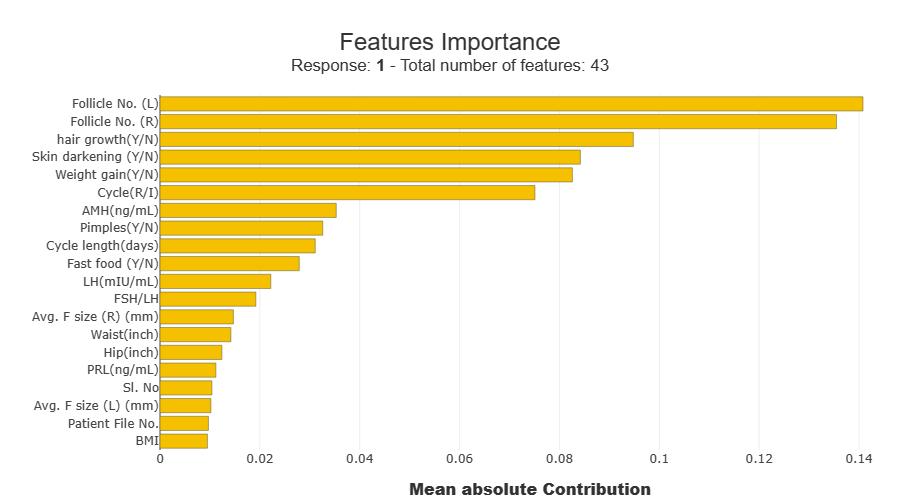 Features Importance
Response: 1 - Total number of features: 43
Follicle No. (L)
Follicle No. (R)
hair growth(Y/N)
Skin darkening (Y/N)
Weight gain(Y/N)
Cycle(R/I)
AMH(ng/mL)
Pimples(Y/N)
Cycle length(days)
Fast food (Y/N)
LH(mIU/mL)
FSH/LH
Avg. F size (R) (mm)
Waist(inch)
Hip(inch)
PRL(ng/mL)
Sl. No
Avg. F size (L) (mm)
Patient File No.
BMI
0 0.02 0.04 0.06 0.08 0.1 0.12 0.14
Mean absolute Contribution